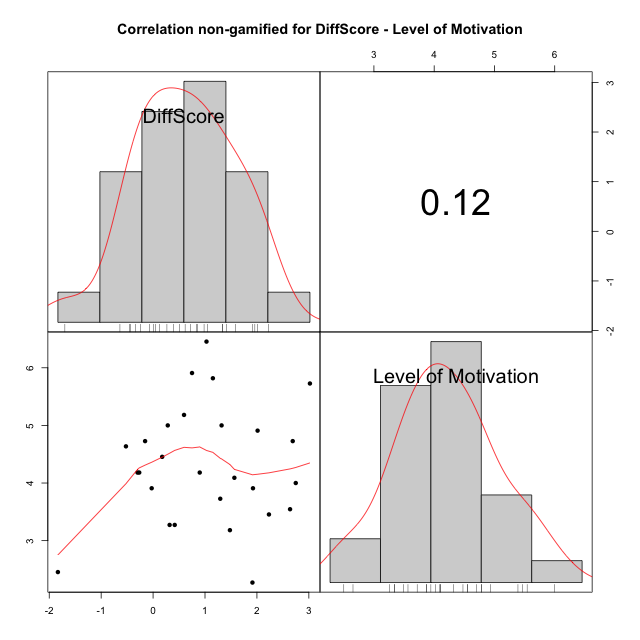 Correlation non-gamified for DiffScore - Level of Motivation
3 4 5 6
DiffScore
0.12
3
2
1
0
-1
-2
Level of Motivation
6
5
4
3
-2 -1 0 1 2 3